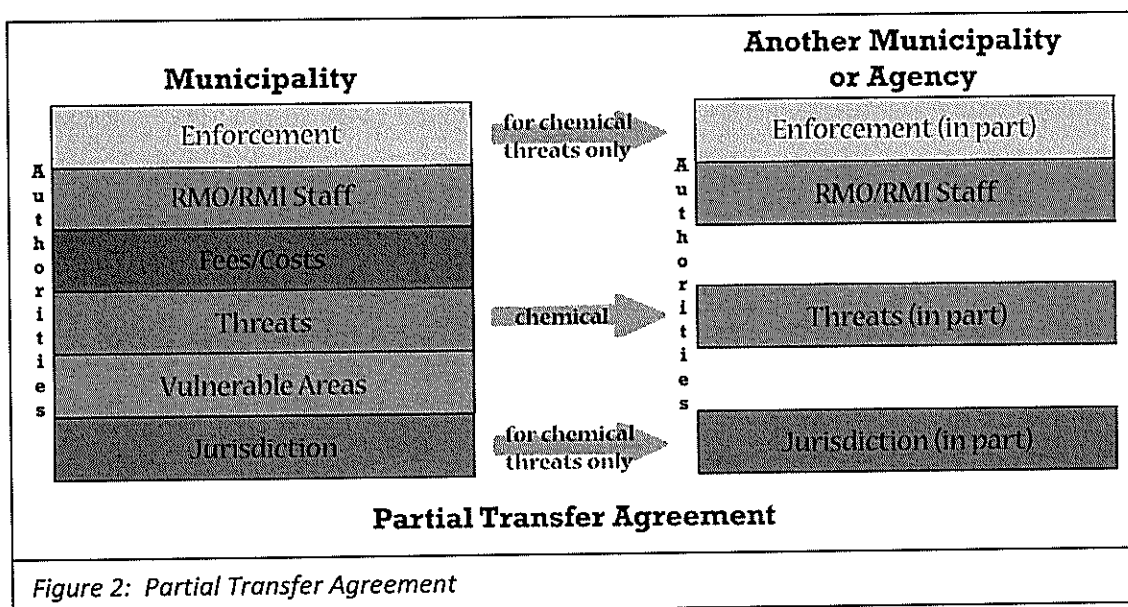 Municipality
Another Municipality
or Agency
Authorities
Enforcement
RMO/RMI Staff
Fees/Costs
Threats
Vulnerable Areas
Jurisdiction
for chemical
threats only
chemical
for chemical
threats only
Authorities
Enforcement (in part)
RMO/RMI Staff
Threats (in part)
Jurisdiction (in part)
Partial Transfer Agreement
Figure 2: Partial Transfer Agreement